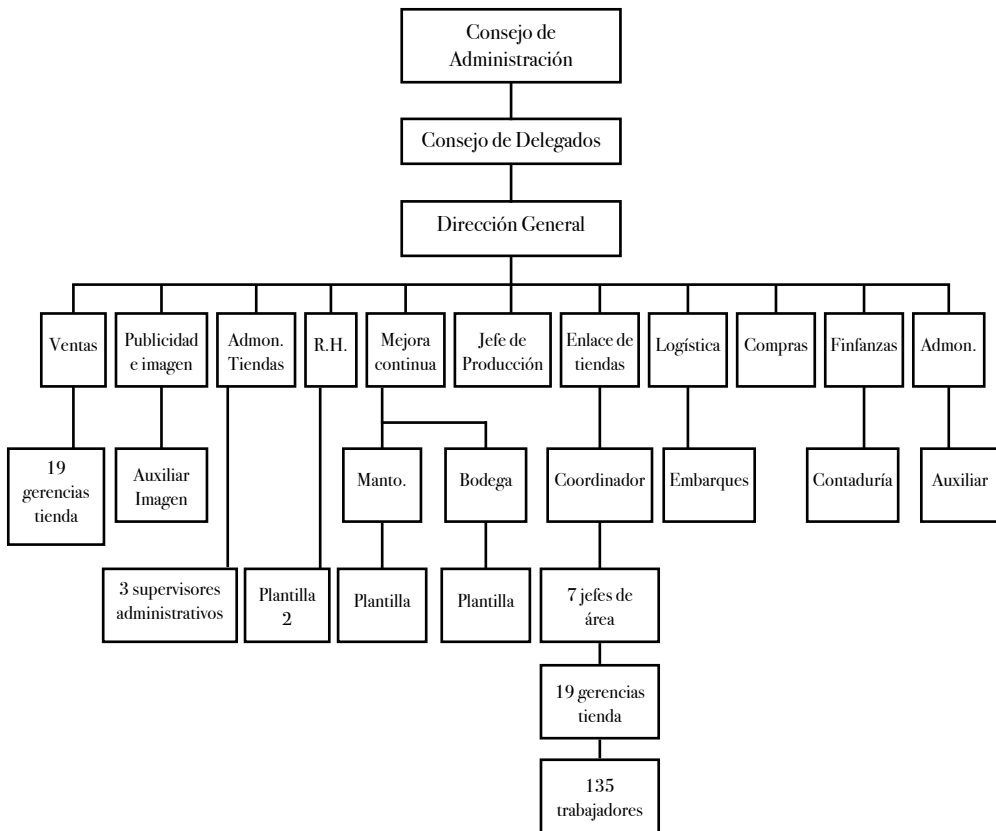 Consejo de
Administración
Consejo de Delegados
Dirección General
Ventas
Publicidad
e imagen
Admon.
Tiendas
R.H.
Mejora
continua
Jefe de
Producción
Enlace de
tiendas
Logística
Compras
Finfanzas
Admon.
19
gerencias
tienda
Auxiliar
Imagen
Manto.
Bodega
Coordinador
Embarques
Contaduría
Auxiliar
3 supervisores
administrativos
Plantilla
2
Plantilla
Plantilla
7 jefes de
área
19 gerencias
tienda
135
trabajadores